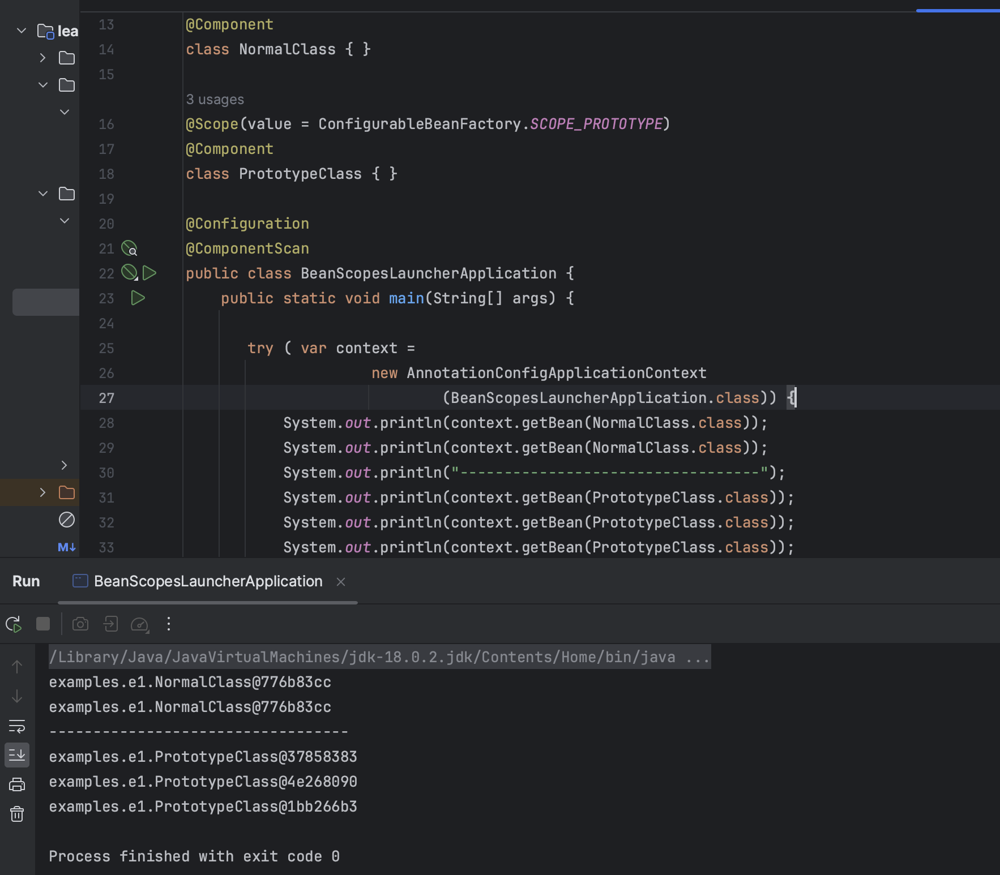 lea
13 @Component
14 class NormalClass { }
15
3 usages
16 @Scope(value = ConfigurableBeanFactory.SCOPE_PROTOTYPE)
17 @Component
18 class PrototypeClass { }
19
20 @Configuration
21 @ComponentScan
22 public class BeanScopesLauncherApplication {
23 public static void main(String[] args) {
24
25 try ( var context =
26 new AnnotationConfigApplicationContext
27 (BeanScopesLauncherApplication.class)) {
28 System.out.println(context.getBean(NormalClass.class));
29 System.out.println(context.getBean(NormalClass.class));
30 System.out.println("----------------------------------");
31 System.out.println(context.getBean(PrototypeClass.class));
32 System.out.println(context.getBean(PrototypeClass.class));
33 System.out.println(context.getBean(PrototypeClass.class));
M↓
Run BeanScopesLauncherApplication
/Library/Java/JavaVirtualMachines/jdk-18.0.2.jdk/Contents/Home/bin/java ...
examples.e1.NormalClass@776b83cc
examples.e1.NormalClass@776b83cc
----------------------------------
examples.e1.PrototypeClass@37858383
examples.e1.PrototypeClass@4e268090
examples.e1.PrototypeClass@1bb266b3
Process finished with exit code 0